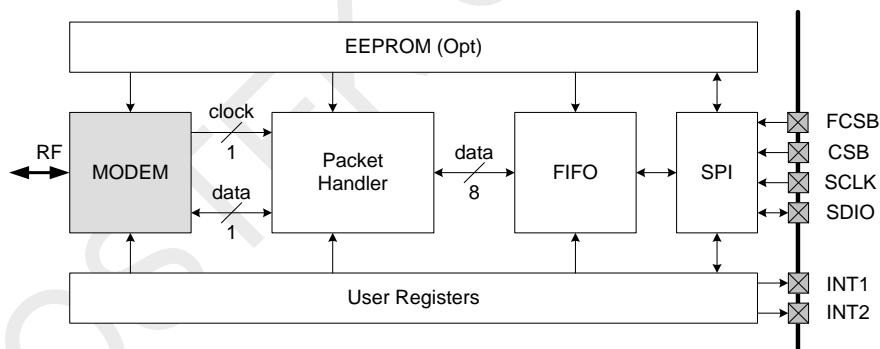 EEPROM (Opt)
clock
1
RF
MODEM
data
1
Packet
Handler
data
8
FIFO
SPI
FCSB
CSB
SCLK
SDIO
User Registers
INT1
INT2